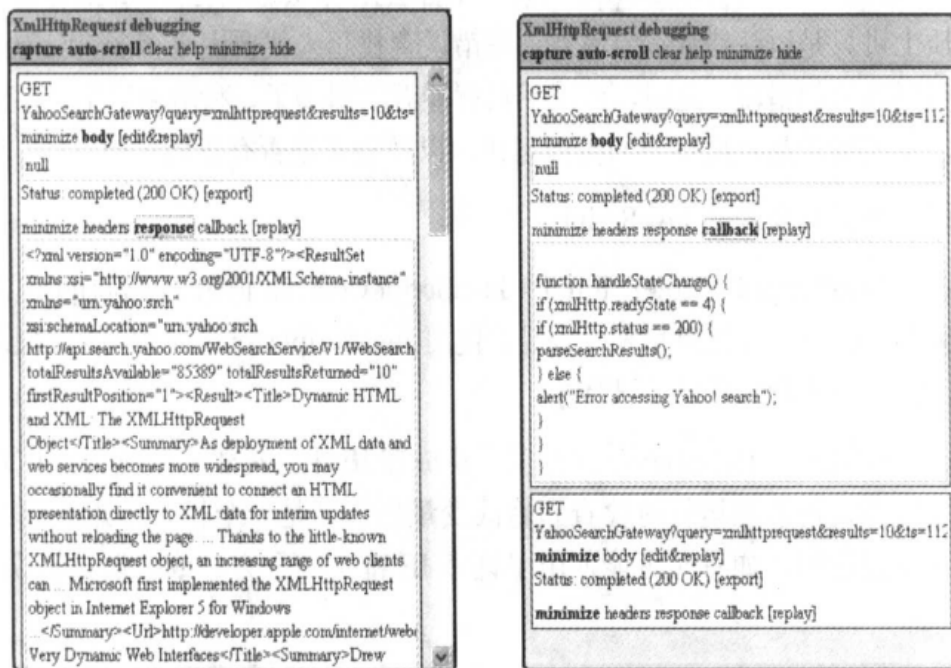 XmlHttpRequest debugging
capture auto-scroll clear help minimize hide
GET
YahooSearchGateway?query=xmlhttprequest&results=10&ts=
minimize body [edit&replay]
null
Status: completed (200 OK) [export]
minimize headers response callback [replay]
<?xml version="1.0" encoding="UTF-8"?><ResultSet
xmlns:xsi="http://www.w3.org/2001/XMLSchema-instance"
xmlns="urn:yahoo:srch"
xsi:schemaLocation="urn:yahoo:srch
http://api.search.yahoo.com/WebSearchService/V1/WebSearch
totalResultsAvailable="85389" totalResultsReturned="10"
firstResultPosition="1"><Result><Title>Dynamic HTML
and XML: The XMLHttpRequest
Object</Title><Summary>As deployment of XML data and
web services becomes more widespread, you may
occasionally find it convenient to connect an HTML
presentation directly to XML data for interim updates
without reloading the page. ... Thanks to the little-known
XMLHttpRequest object, an increasing range of web clients
can ... Microsoft first implemented the XMLHttpRequest
object in Internet Explorer 5 for Windows
...</Summary><Url>http://developer.apple.com/internet/webc
Very Dynamic Web Interfaces</Title><Summary>Drew
XmlHttpRequest debugging
capture auto-scroll clear help minimize hide
GET
YahooSearchGateway?query=xmlhttprequest&results=10&ts=112
minimize body [edit&replay]
null
Status: completed (200 OK) [export]
minimize headers response callback [replay]
function handleStateChange() {
if (xmlHttp.readyState == 4) {
if (xmlHttp.status == 200) {
parseSearchResults();
} else {
alert("Error accessing Yahoo! search");
}
}
}
GET
YahooSearchGateway?query=xmlhttprequest&results=10&ts=112
minimize body [edit&replay]
Status: completed (200 OK) [export]
minimize headers response callback [replay]